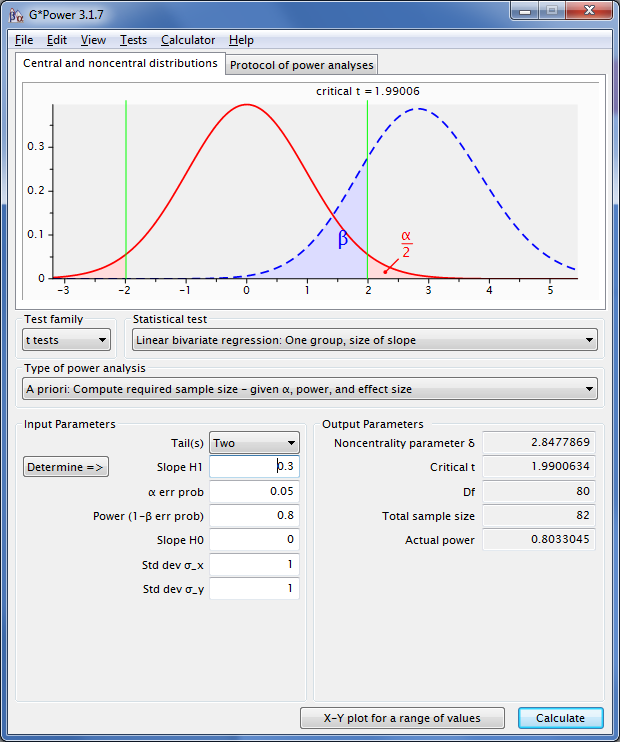 G*Power 3.1.7
File Edit View Tests Calculator Help
Central and noncentral distributions Protocol of power analyses
critical t = 1.99006
0.3
0.2
0.1
0
β
α
2
-3 -2 -1 0 1 2 3 4 5
Test family Statistical test
t tests Linear bivariate regression: One group, size of slope
Type of power analysis
A priori: Compute required sample size - given α, power, and effect size
Input Parameters Output Parameters
Tail(s) Two Noncentrality parameter δ 2.8477869
Determine => Slope H1 0.3 Critical t 1.9900634
α err prob 0.05 Df 80
Power (1-β err prob) 0.8 Total sample size 82
Slope H0 0 Actual power 0.8033045
Std dev σ_x 1
Std dev σ_y 1
X-Y plot for a range of values Calculate